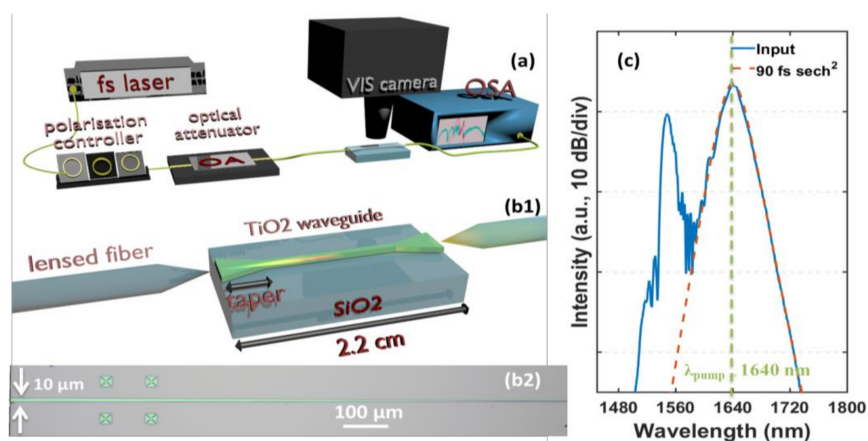 (a)
fs laser
VIS camera
OSA
polarisation
controller
optical
attenuator
OA
(b1)
TiO2 waveguide
lensed fiber
taper
SiO2
2.2 cm
(b2)
10 µm
100 µm
(c)
Input
90 fs sech²
Intensity (a.u., 10 dB/div)
λpump = 1640 nm
1480 1560 1640 1720 1800
Wavelength (nm)